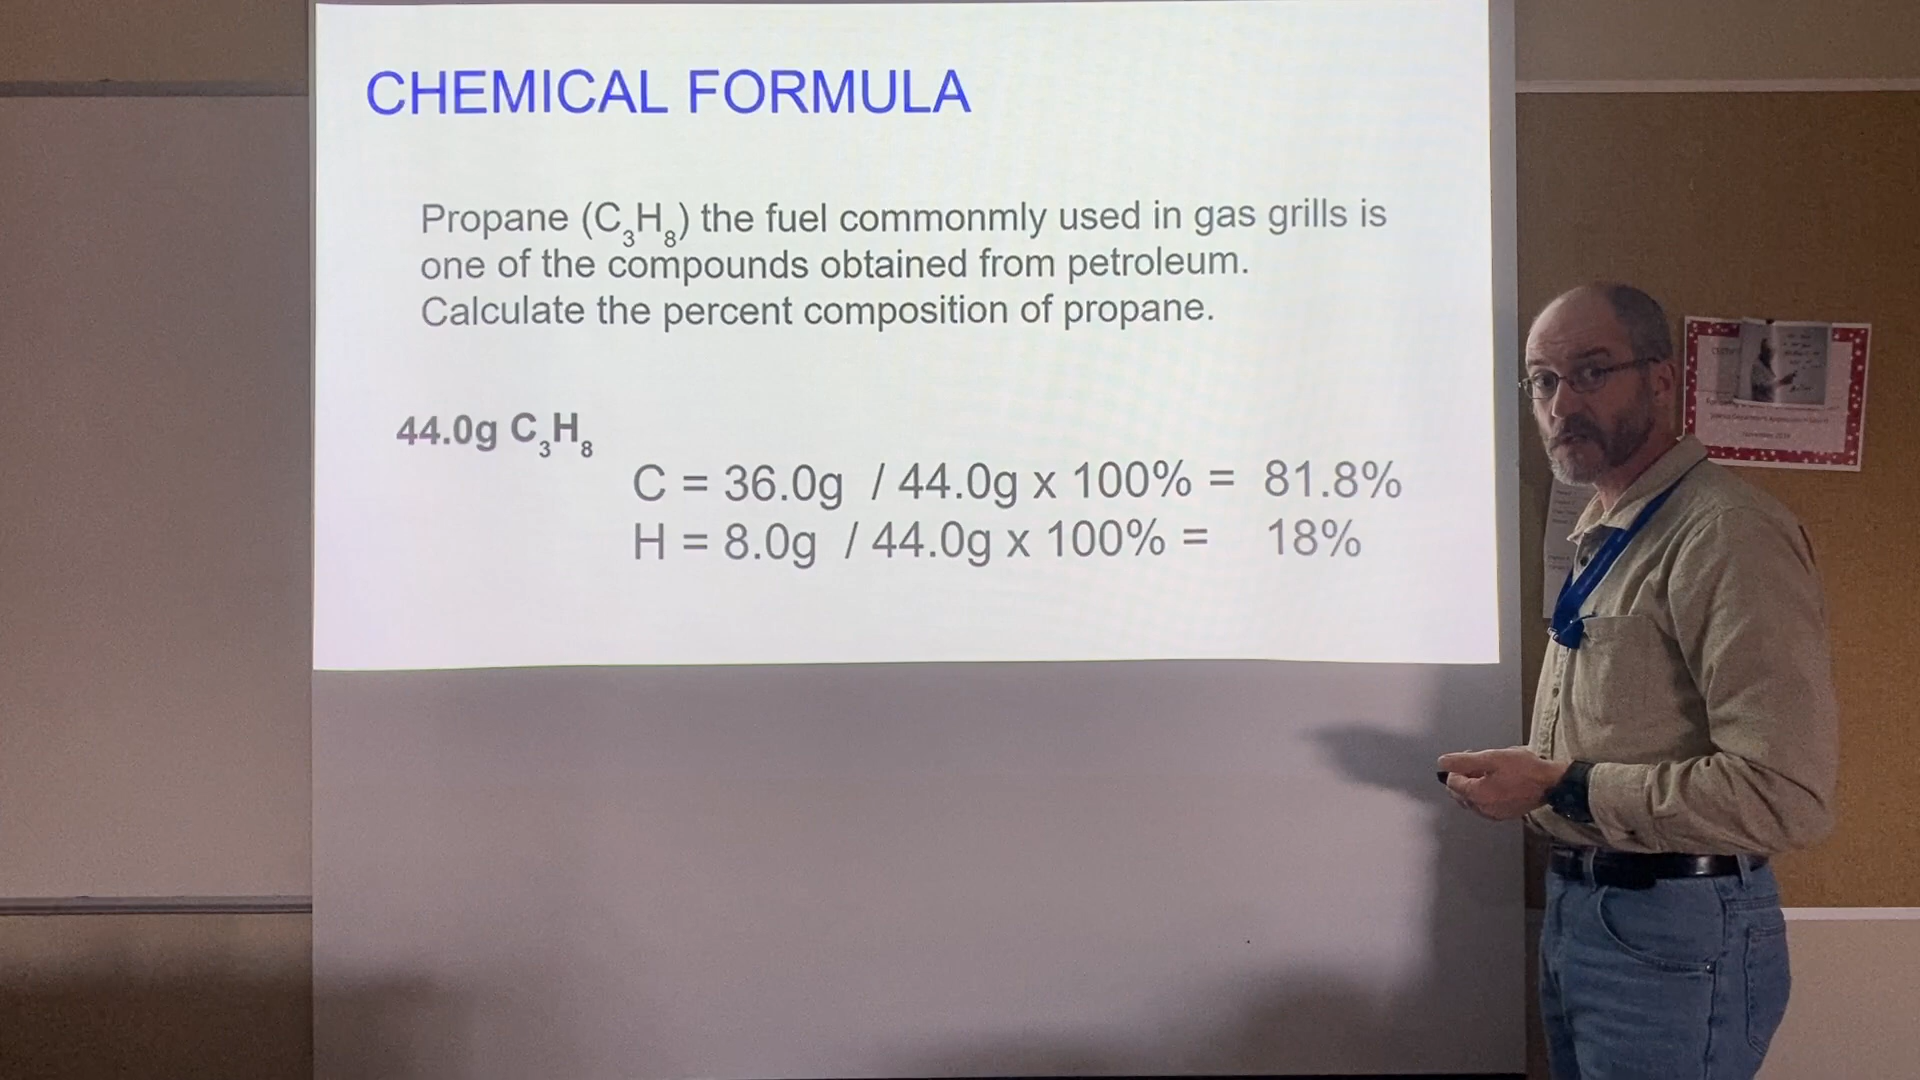 CHEMICAL FORMULA
Propane (C₃H₈) the fuel commonmly used in gas grills is
one of the compounds obtained from petroleum.
Calculate the percent composition of propane.
44.0g C₃H₈
C = 36.0g / 44.0g x 100% = 81.8%
H = 8.0g / 44.0g x 100% = 18%